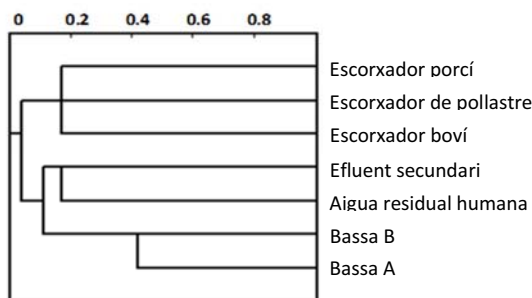 0 0.2 0.4 0.6 0.8
Escorxador porcí
Escorxador de pollastre
Escorxador boví
Efluent secundari
Aigua residual humana
Bassa B
Bassa A